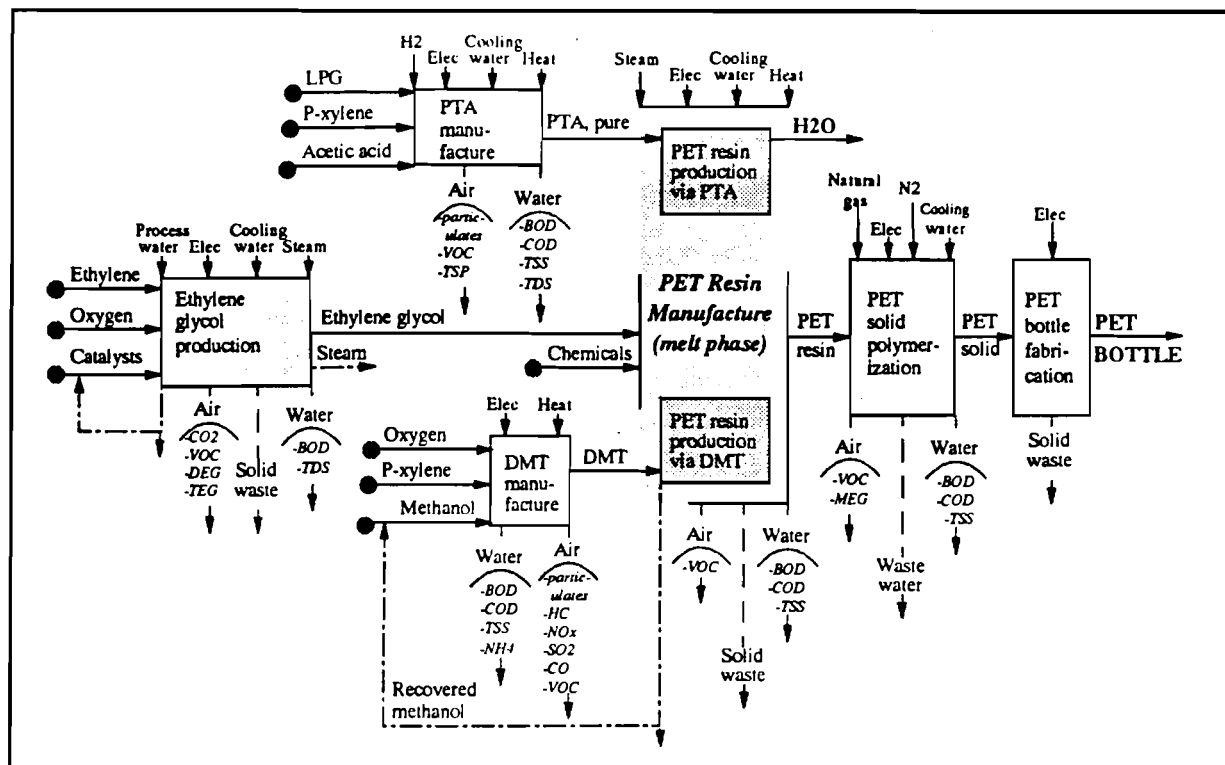 H2
Elec
Cooling
water
Heat
LPG
P-xylene
Acetic acid
PTA
manu-
facture
PTA, pure
Steam
Elec
Cooling
water
Heat
PET resin
production
via PTA
H2O
Air
-partic-
ulates
-VOC
-TSP
Water
-BOD
-COD
-TSS
-TDS
Process
water
Elec
Cooling
water
Steam
Ethylene
Oxygen
Catalysts
Ethylene
glycol
production
Ethylene glycol
Steam
Chemicals
Air
-CO2
-VOC
-DEG
-TEG
Solid
waste
Water
-BOD
-TDS
PET Resin
Manufacture
(melt phase)
PET
resin
Natural
gas
Elec
N2
Cooling
water
PET
solid
polymer-
ization
PET
solid
Elec
PET
bottle
fabri-
cation
PET
BOTTLE
Solid
waste
Air
-VOC
-MEG
Waste
water
Water
-BOD
-COD
-TSS
Elec
Heat
Oxygen
P-xylene
Methanol
DMT
manu-
facture
DMT
PET resin
production
via DMT
Water
-BOD
-COD
-TSS
-NH4
Air
-partic-
ulates
-HC
-NOx
-SO2
-CO
-VOC
Air
-VOC
Solid
waste
Water
-BOD
-COD
-TSS
Recovered
methanol